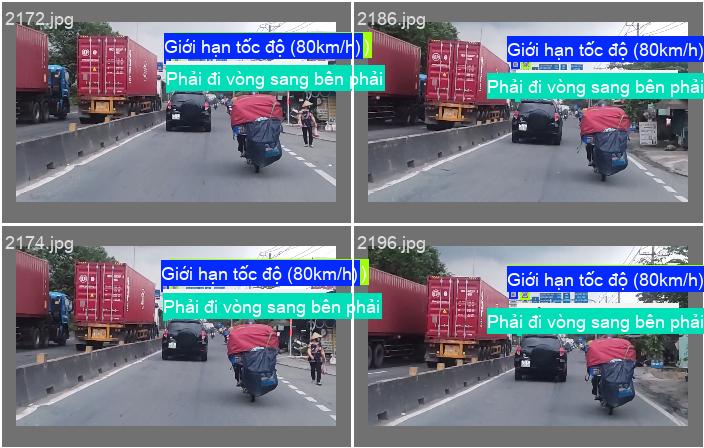 2172.jpg
Giới hạn tốc độ (80km/h) )
Phải đi vòng sang bên phải
2186.jpg
Giới hạn tốc độ (80km/h)
Phải đi vòng sang bên phải
2174.jpg
Giới hạn tốc độ (80km/h) )
Phải đi vòng sang bên phải
2196.jpg
Giới hạn tốc độ (80km/h)
Phải đi vòng sang bên phải